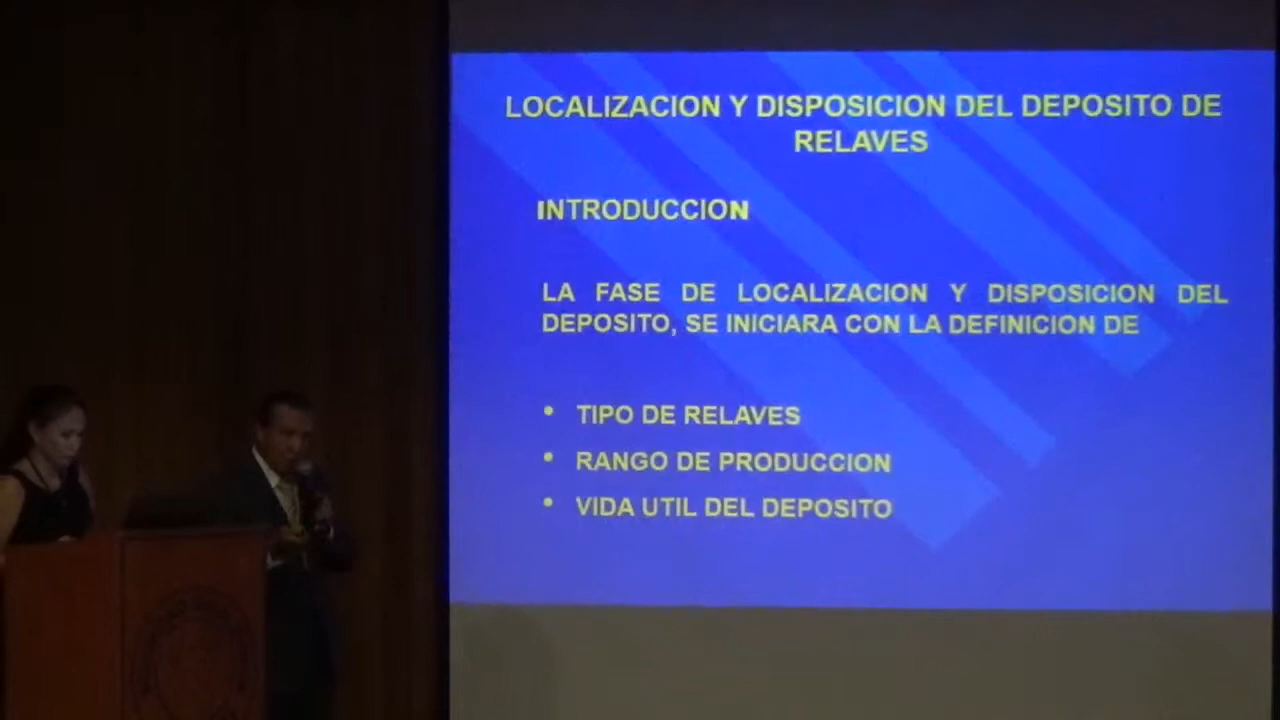 LOCALIZACION Y DISPOSICION DEL DEPOSITO DE
RELAVES
INTRODUCCION
LA FASE DE LOCALIZACION Y DISPOSICION DEL
DEPOSITO, SE INICIARA CON LA DEFINICION DE
• TIPO DE RELAVES
• RANGO DE PRODUCCION
• VIDA UTIL DEL DEPOSITO